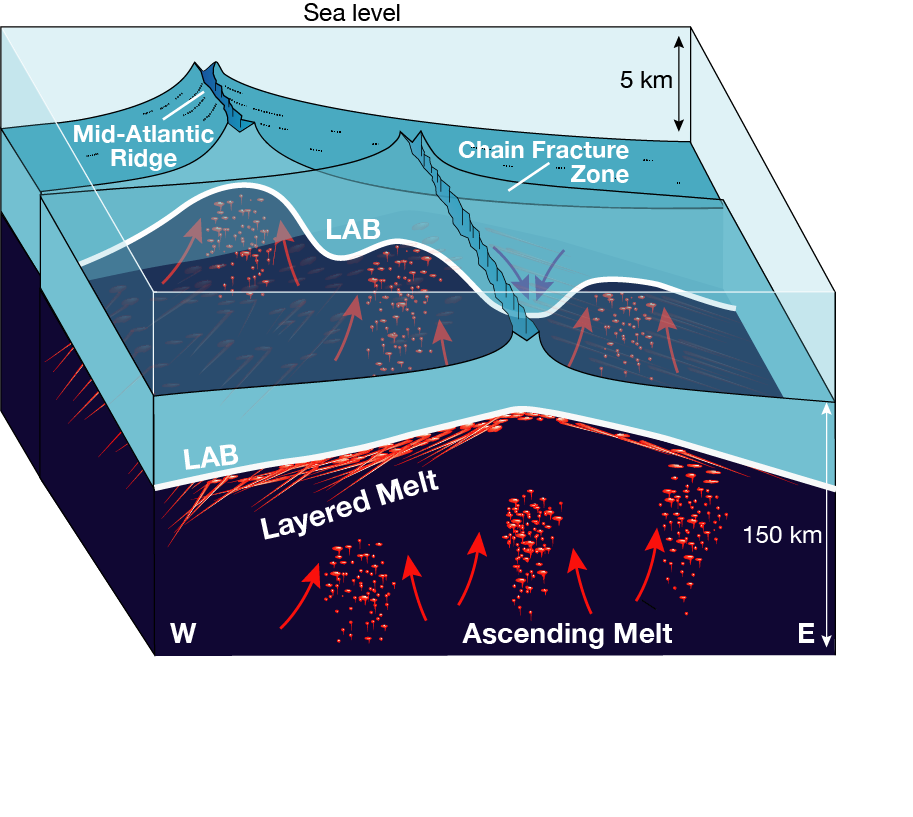 Sea level
5 km
Mid-Atlantic
Ridge
Chain Fracture
Zone
LAB
LAB
Layered Melt
150 km
W
Ascending Melt
E